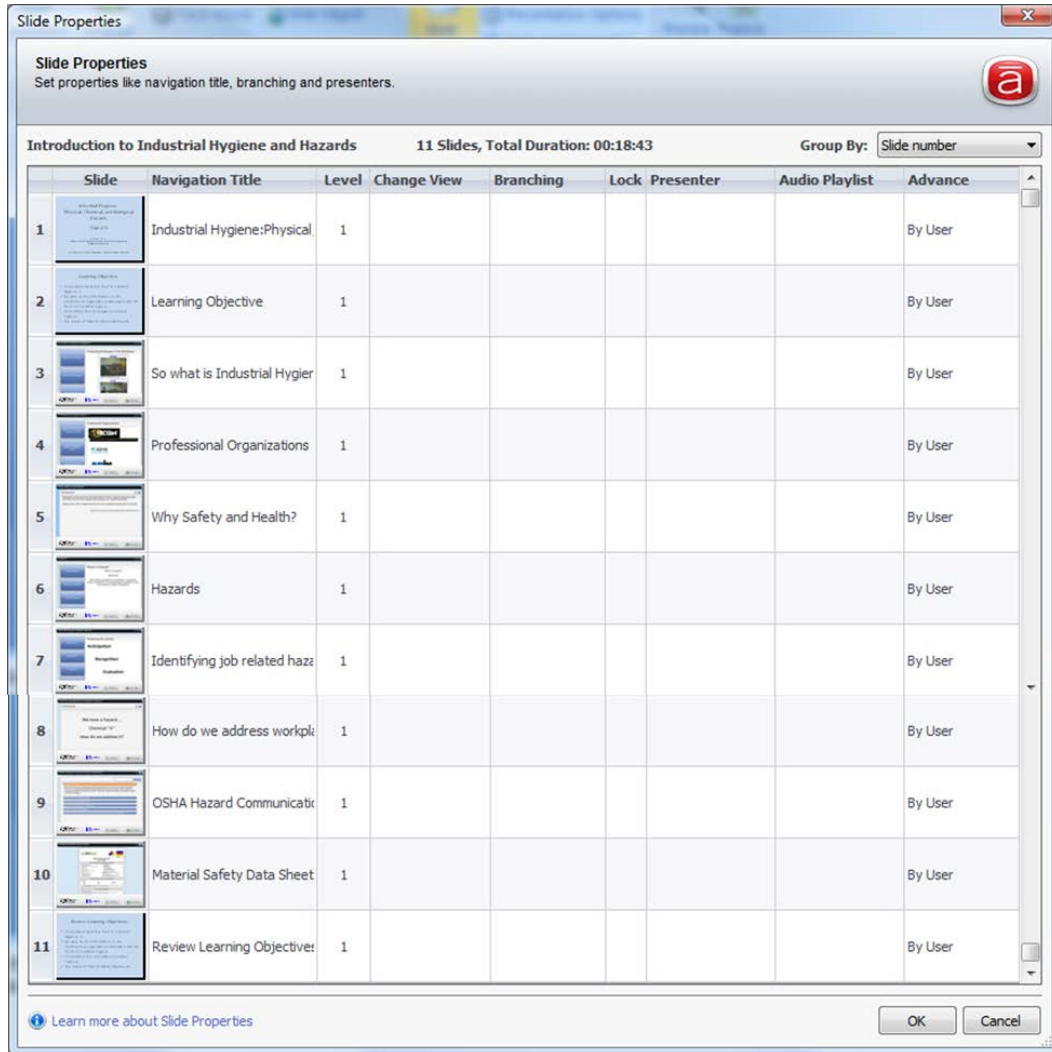 Slide Properties
Slide Properties
Set properties like navigation title, branching and presenters.
Introduction to Industrial Hygiene and Hazards 11 Slides, Total Duration: 00:18:43 Group By: Slide number
Slide Navigation Title Level Change View Branching Lock Presenter Audio Playlist Advance
1 Industrial Hygiene:Physical, 1 By User
2 Learning Objective 1 By User
3 So what is Industrial Hygien 1 By User
4 Professional Organizations 1 By User
5 Why Safety and Health? 1 By User
6 Hazards 1 By User
7 Identifying job related haza 1 By User
8 How do we address workpla 1 By User
9 OSHA Hazard Communicatio 1 By User
10 Material Safety Data Sheet 1 By User
11 Review Learning Objectives 1 By User
Learn more about Slide Properties OK Cancel